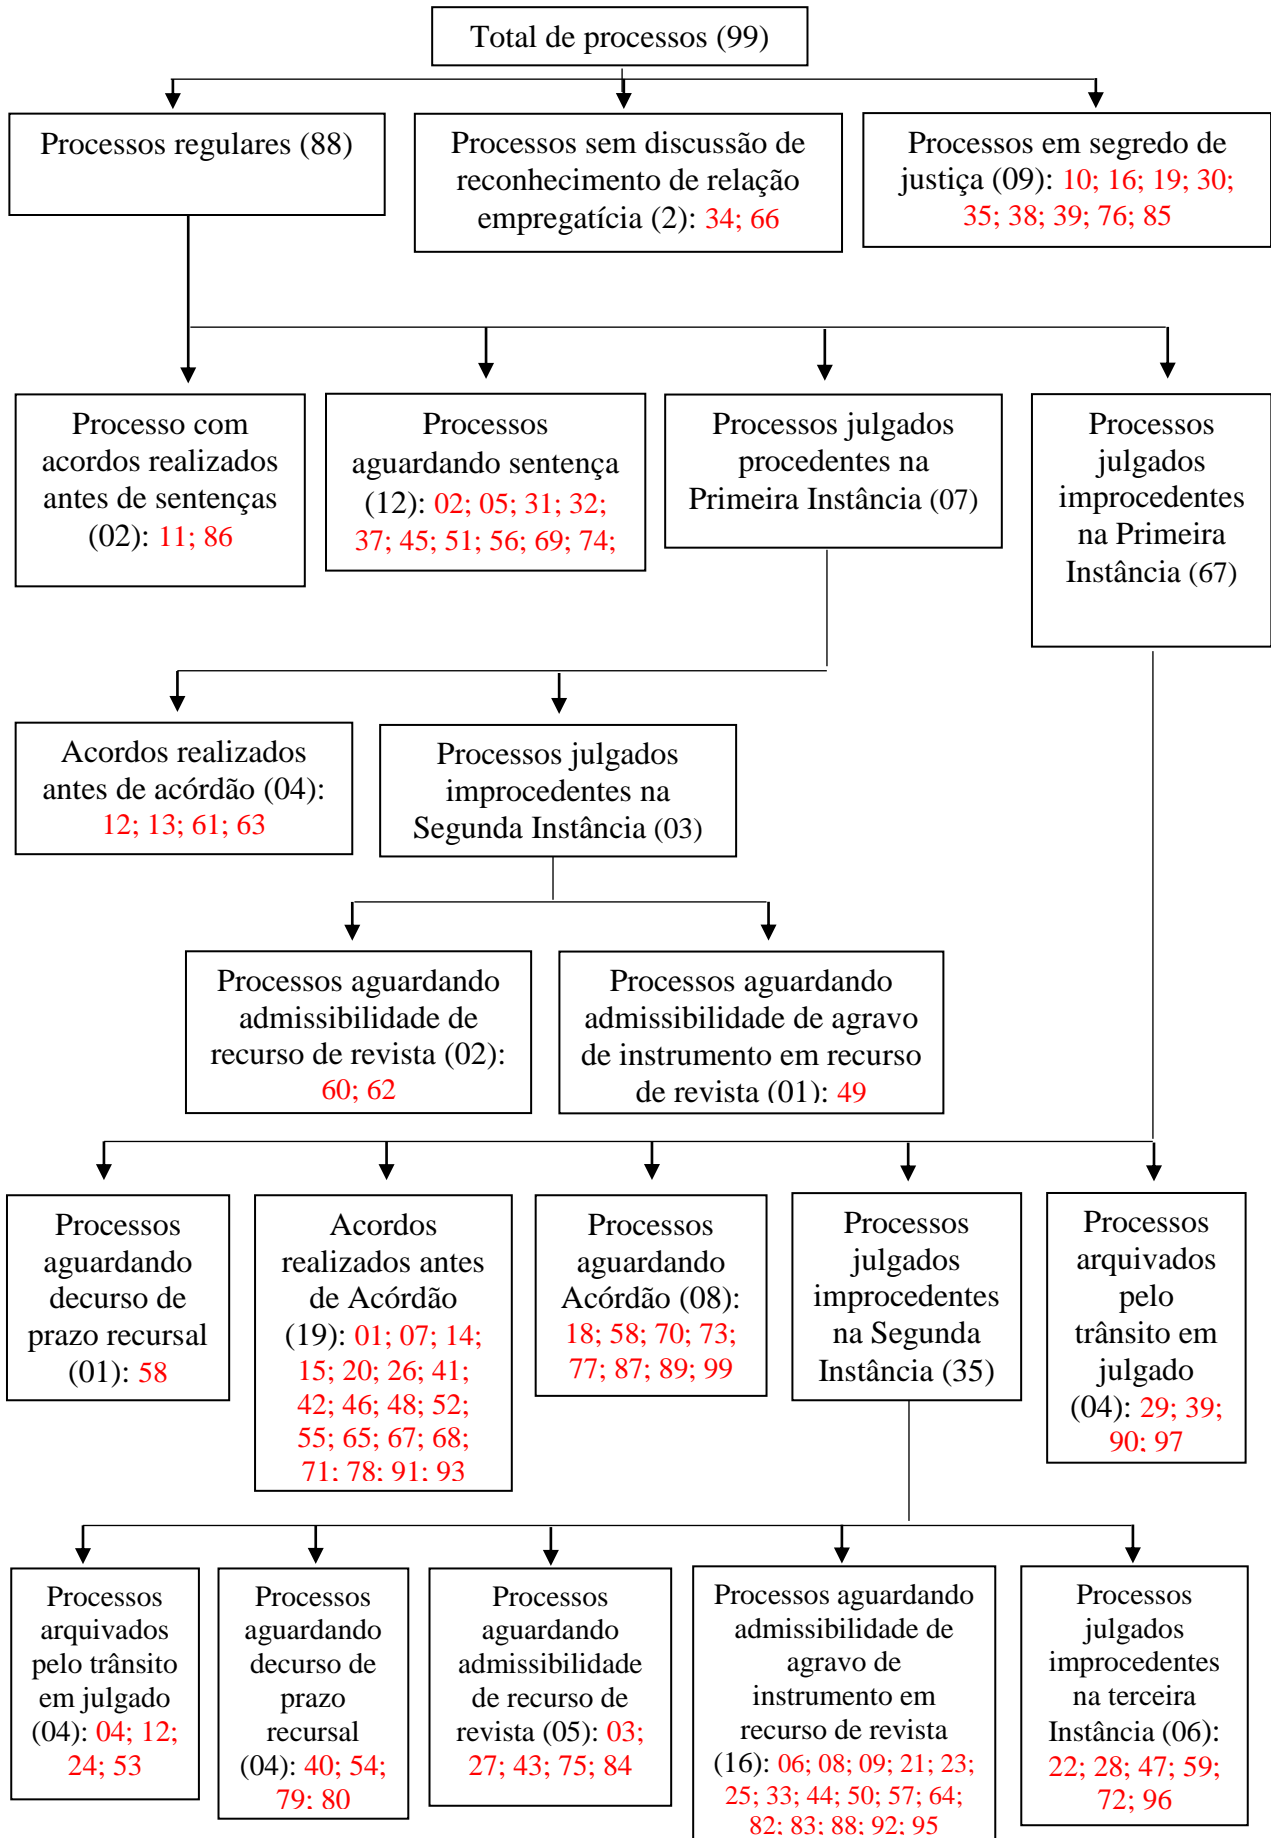 Total de processos (99)
Processos regulares (88)
Processos sem discussão de
reconhecimento de relação
empregatícia (2): 34; 66
Processos em segredo de
justiça (09): 10; 16; 19; 30;
35; 38; 39; 76; 85
Processo com
acordos realizados
antes de sentenças
(02): 11; 86
Processos
aguardando sentença
(12): 02; 05; 31; 32;
37; 45; 51; 56; 69; 74;
Processos julgados
procedentes na
Primeira Instância (07)
Processos
julgados
improcedentes
na Primeira
Instância (67)
Acordos realizados
antes de acórdão (04):
12; 13; 61; 63
Processos julgados
improcedentes na
Segunda Instância (03)
Processos aguardando
admissibilidade de
recurso de revista (02):
60; 62
Processos aguardando
admissibilidade de agravo
de instrumento em recurso
de revista (01): 49
Processos
aguardando
decurso de
prazo recursal
(01): 58
Acordos
realizados antes
de Acórdão
(19): 01; 07; 14;
15; 20; 26; 41;
42; 46; 48; 52;
55; 65; 67; 68;
71; 78; 91; 93
Processos
aguardando
Acórdão (08):
18; 58; 70; 73;
77; 87; 89; 99
Processos
julgados
improcedentes
na Segunda
Instância (35)
Processos
arquivados
pelo
trânsito em
julgado
(04): 29; 39;
90; 97
Processos
arquivados
pelo trânsito
em julgado
(04): 04; 12;
24; 53
Processos
aguardando
decurso de
prazo
recursal
(04): 40; 54;
79; 80
Processos
aguardando
admissibilidade
de recurso de
revista (05): 03;
27; 43; 75; 84
Processos aguardando
admissibilidade de
agravo de
instrumento em
recurso de revista
(16): 06; 08; 09; 21; 23;
25; 33; 44; 50; 57; 64;
82; 83; 88; 92; 95
Processos
julgados
improcedentes
na terceira
Instância (06):
22; 28; 47; 59;
72; 96